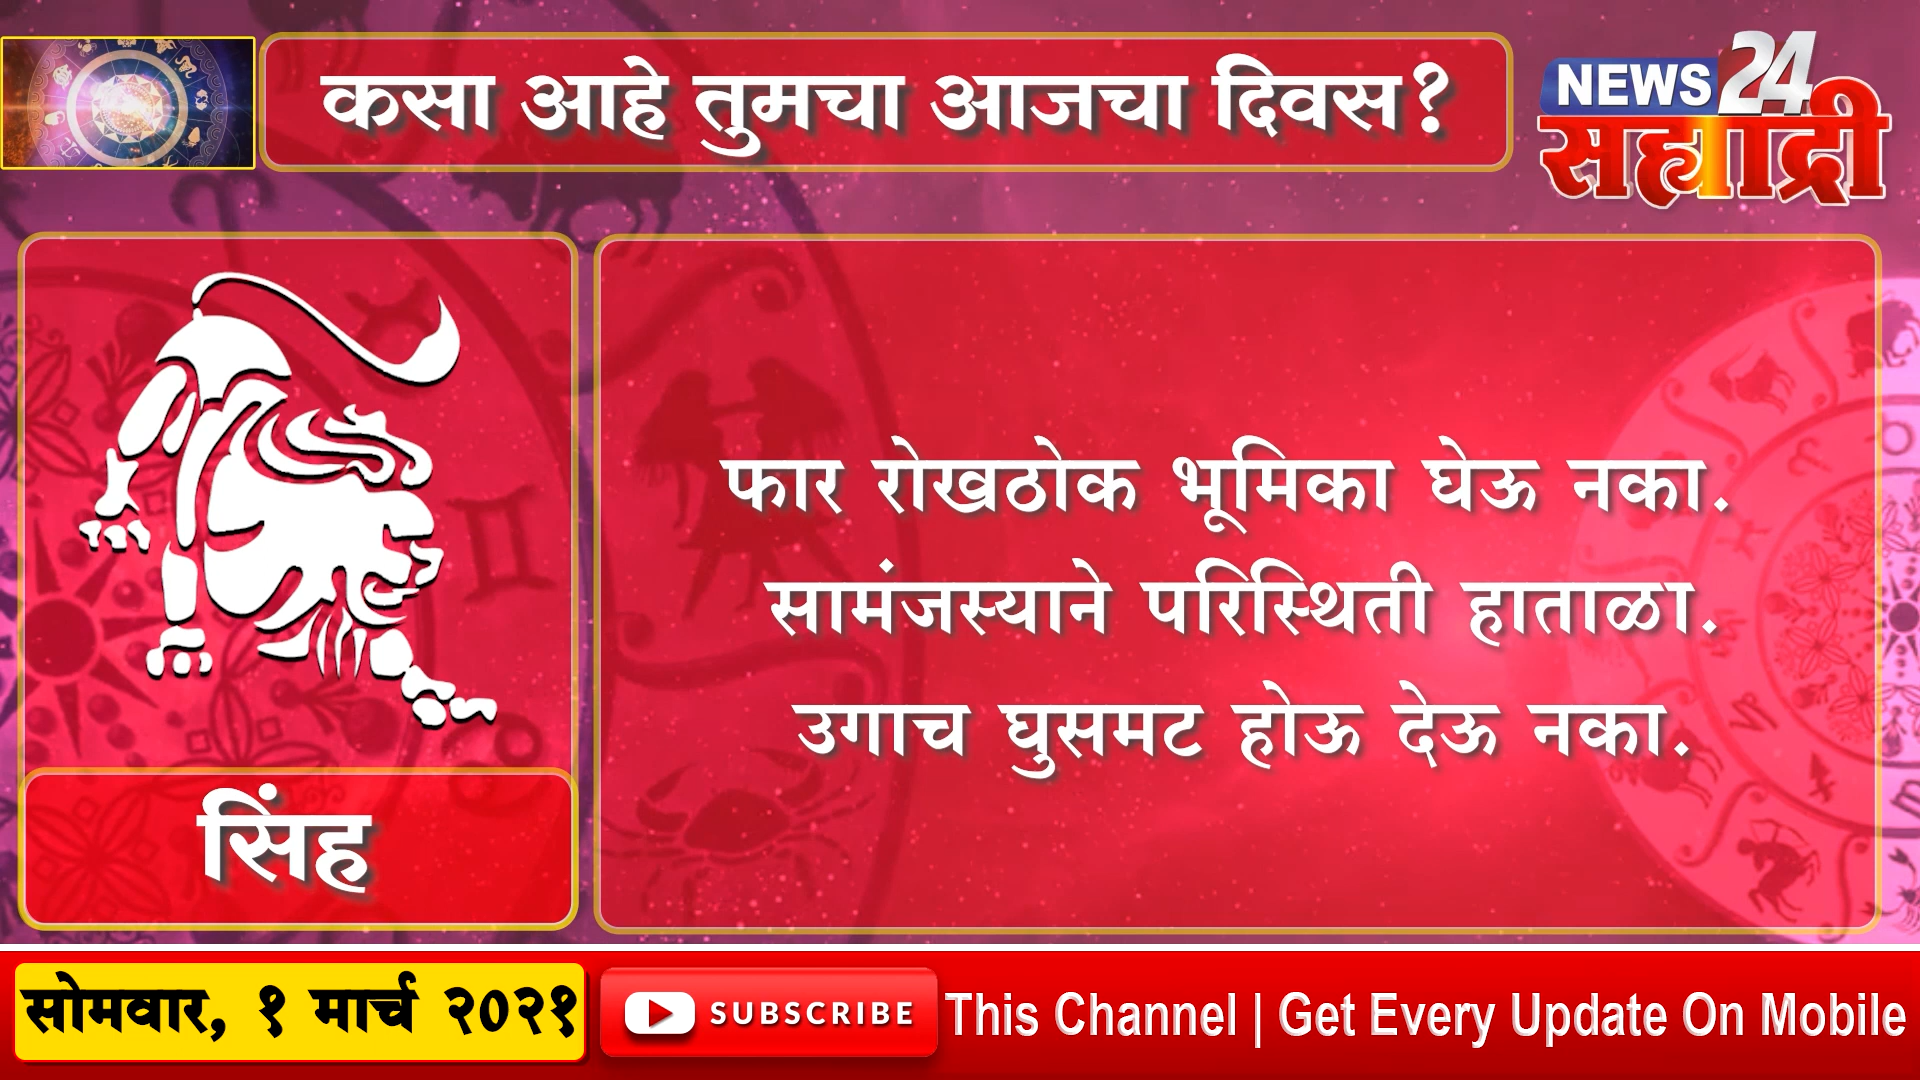 कसा आहे तुमचा आजचा दिवस?
NEWS 24
सह्याद्री
फार रोखठोक भूमिका घेऊ नका.
सामंजस्याने परिस्थिती हाताळा.
उगाच घुसमट होऊ देऊ नका.
सिंह
सोमवार, १ मार्च २०२१
SUBSCRIBE This Channel | Get Every Update On Mobile